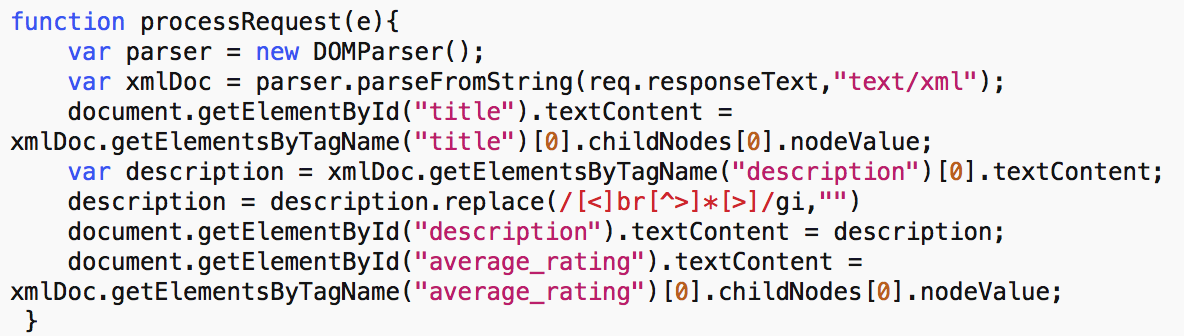 function processRequest(e){
    var parser = new DOMParser();
    var xmlDoc = parser.parseFromString(req.responseText,"text/xml");
    document.getElementById("title").textContent =
xmlDoc.getElementsByTagName("title")[0].childNodes[0].nodeValue;
    var description = xmlDoc.getElementsByTagName("description")[0].textContent;
    description = description.replace(/[<]br[^>]*[>]/gi,"")
    document.getElementById("description").textContent = description;
    document.getElementById("average_rating").textContent =
xmlDoc.getElementsByTagName("average_rating")[0].childNodes[0].nodeValue;
 }